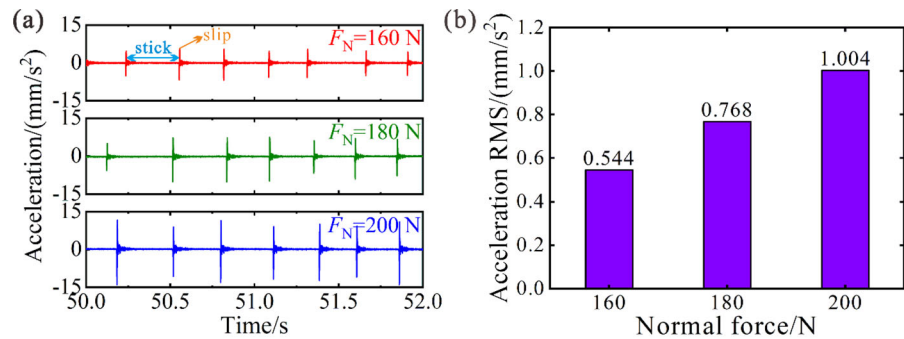 (a)
Acceleration/(mm/s²)
15
0
-15
stick
slip
F_N=160 N
15
0
-15
F_N=180 N
15
0
-15
F_N=200 N
50.0 50.5 51.0 51.5 52.0
Time/s
(b)
Acceleration RMS/(mm/s²)
1.2
1.0
0.8
0.6
0.4
0.2
0.0
0.544
0.768
1.004
160 180 200
Normal force/N